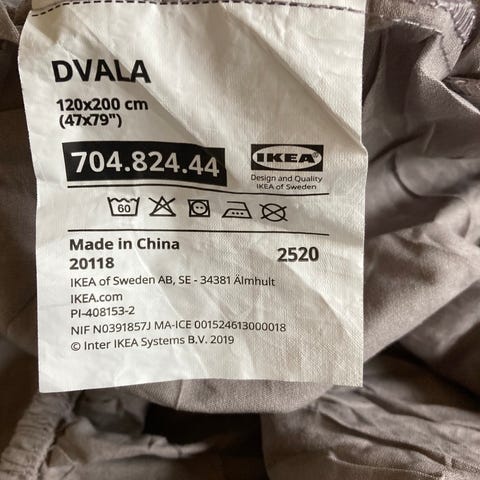 DVALA
120x200 cm
(47x79")
704.824.44
IKEA®
Design and Quality
IKEA of Sweden
60
Made in China
20118
2520
IKEA of Sweden AB, SE - 34381 Älmhult
IKEA.com
PI-408153-2
NIF N0391857J MA-ICE 001524613000018
© Inter IKEA Systems B.V. 2019